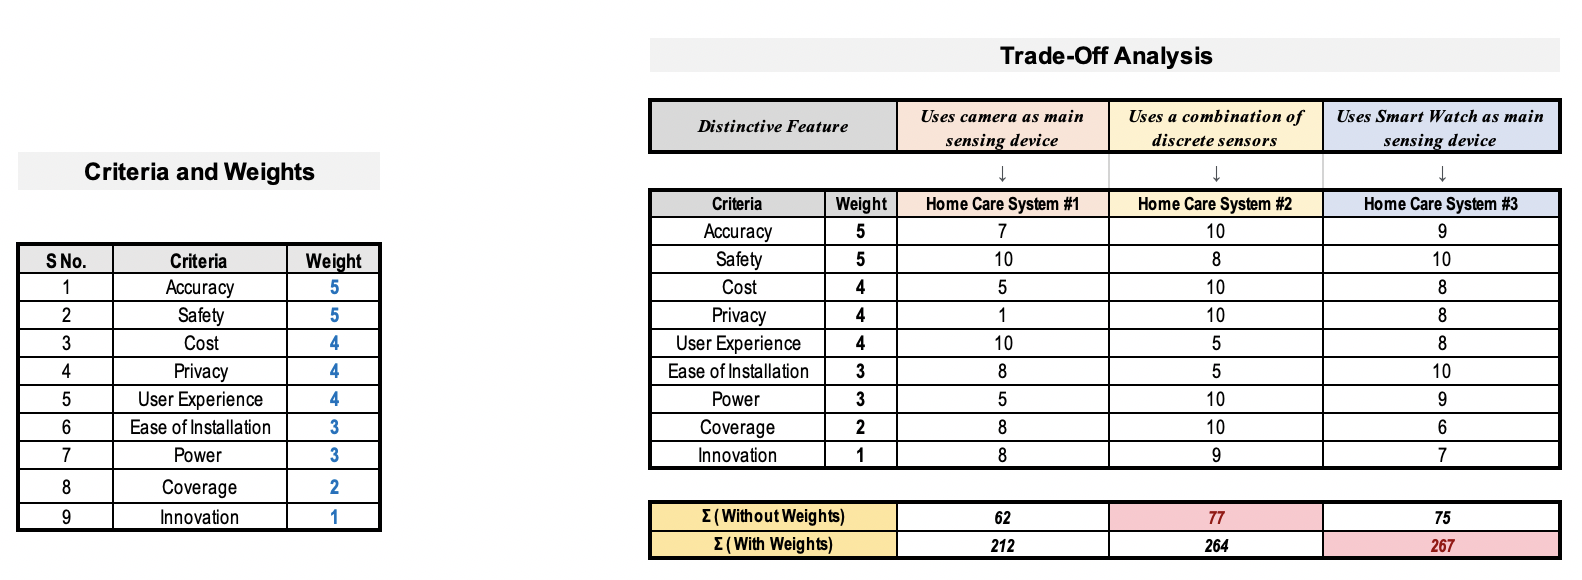 Trade-Off Analysis
Distinctive Feature Uses camera as main sensing device Uses a combination of discrete sensors Uses Smart Watch as main sensing device
↓ ↓ ↓
Criteria Weight Home Care System #1 Home Care System #2 Home Care System #3
Accuracy 5 7 10 9
Safety 5 10 8 10
Cost 4 5 10 8
Privacy 4 1 10 8
User Experience 4 10 5 8
Ease of Installation 3 8 5 10
Power 3 5 10 9
Coverage 2 8 10 6
Innovation 1 8 9 7
Σ ( Without Weights) 62 77 75
Σ ( With Weights) 212 264 267
Criteria and Weights
S No. Criteria Weight
1 Accuracy 5
2 Safety 5
3 Cost 4
4 Privacy 4
5 User Experience 4
6 Ease of Installation 3
7 Power 3
8 Coverage 2
9 Innovation 1